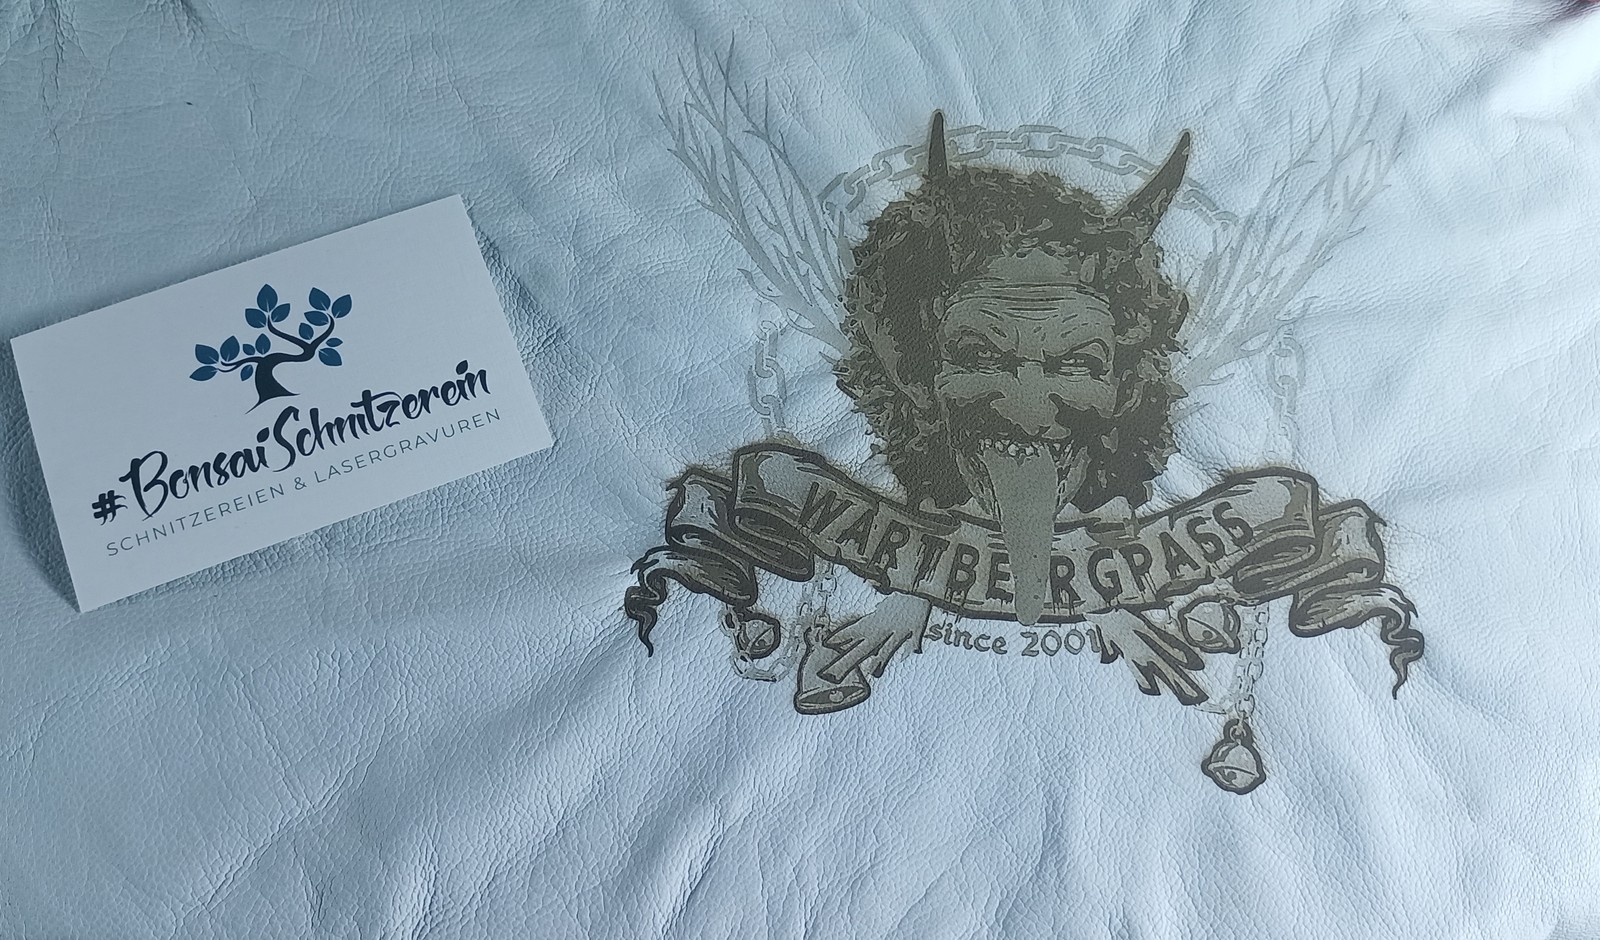 #BonsaiSchnitzerein
SCHNITZEREIEN & LASERGRAVUREN
WARTBERGPASS
since 2001